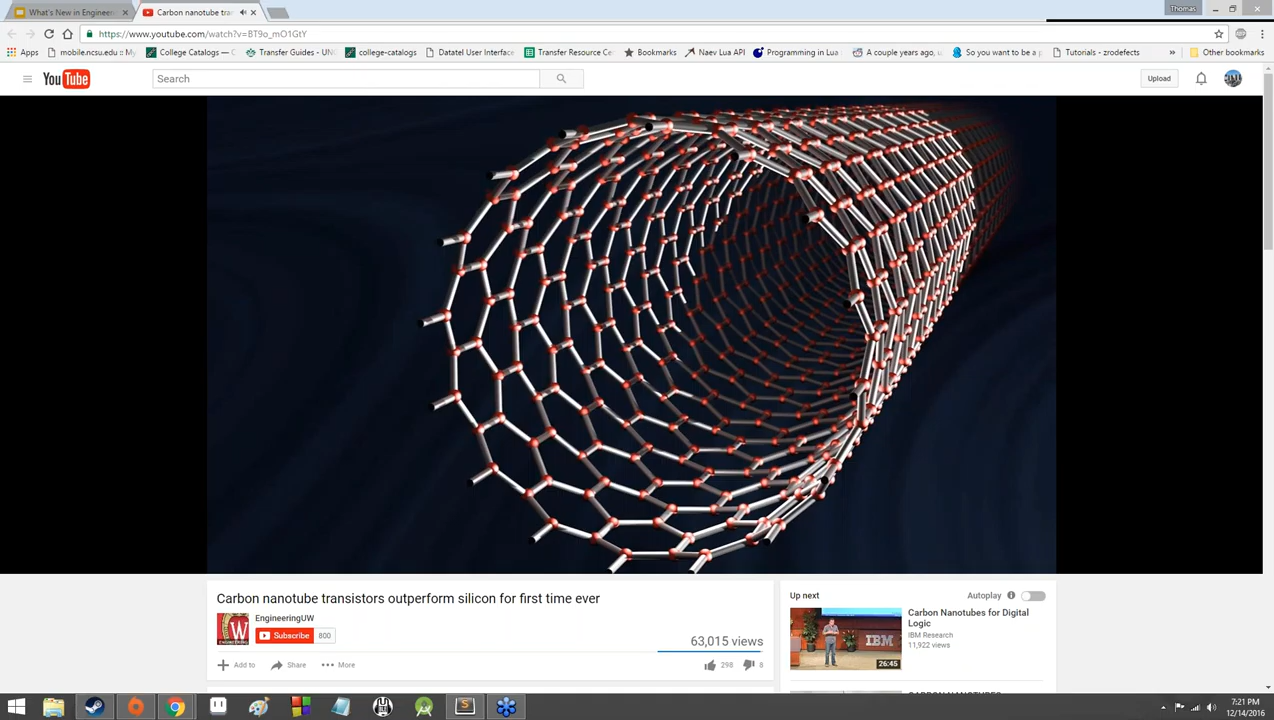 What's New in Engineer
Carbon nanotube tran
Thomas
https://www.youtube.com/watch?v=BT9o_mO1GtY
Apps
mobile.ncsu.edu :: H
College Catalogs —
Transfer Guides - UN
college-catalogs
Datatel User Interface
Transfer Resource Ce
Bookmarks
Naev Lua API
Programming in Lua
A couple years ago, u
So you want to be a p
Tutorials - zrodefects
»
Other bookmarks
YouTube
Search
Upload
Carbon nanotube transistors outperform silicon for first time ever
EngineeringUW
W
Subscribe 800
63,015 views
Add to
Share
More
298
8
Up next
Autoplay
Carbon Nanotubes for Digital
Logic
IBM Research
11,922 views
IBM
26:45
7:21 PM
12/14/2016